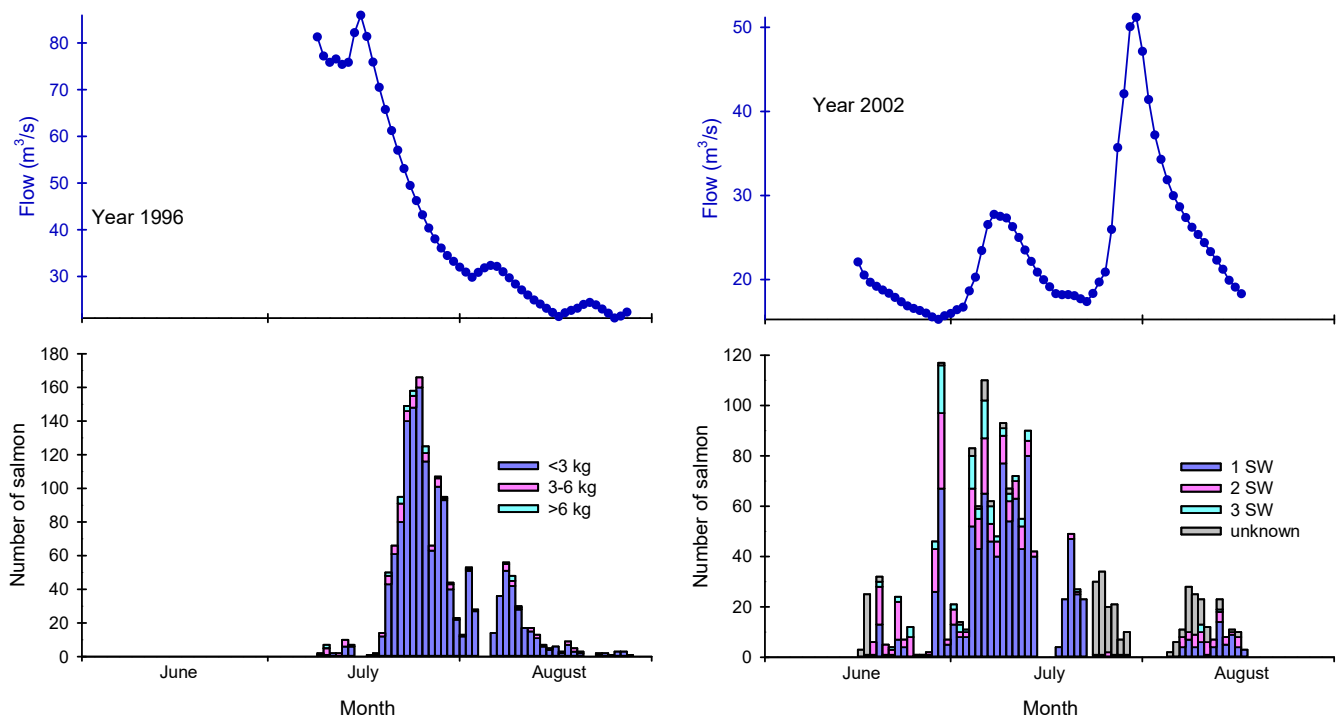 80
70
60
50
40
30
Flow (m³/s)
Year 1996
50
40
30
20
Flow (m³/s)
Year 2002
180
160
140
120
100
80
60
40
20
0
Number of salmon
<3 kg
3-6 kg
>6 kg
June
July
August
Month
120
100
80
60
40
20
0
Number of salmon
1 SW
2 SW
3 SW
unknown
June
July
August
Month